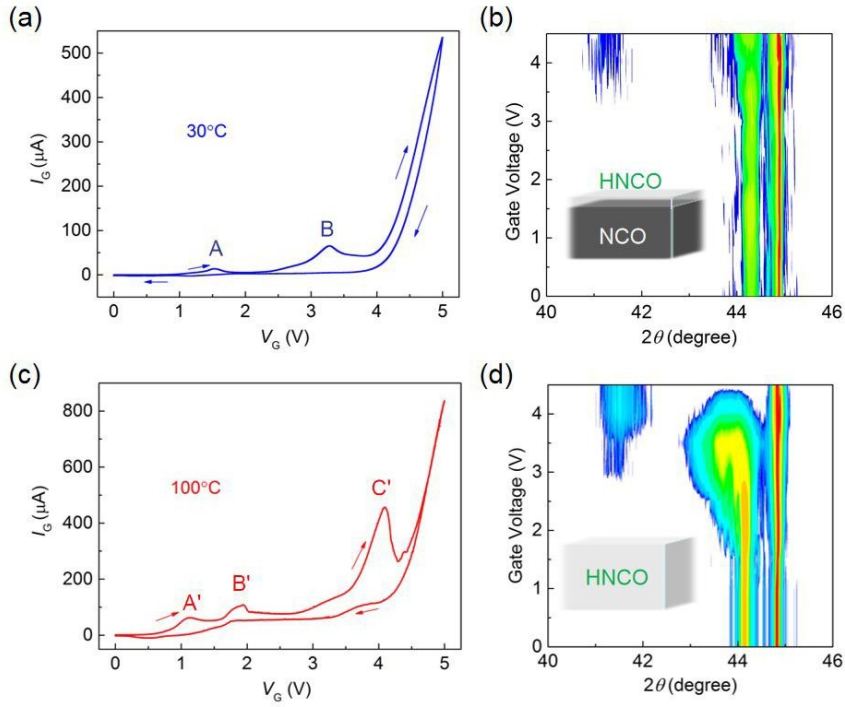 (a)
500
400
300
200
100
0
I_G (μA)
30°C
A
B
0 1 2 3 4 5
V_G (V)
(b)
4
3
2
1
0
Gate Voltage (V)
HNCO
NCO
40 42 44 46
2θ (degree)
(c)
800
600
400
200
0
I_G (μA)
100°C
A'
B'
C'
0 1 2 3 4 5
V_G (V)
(d)
4
3
2
1
0
Gate Voltage (V)
HNCO
40 42 44 46
2θ (degree)